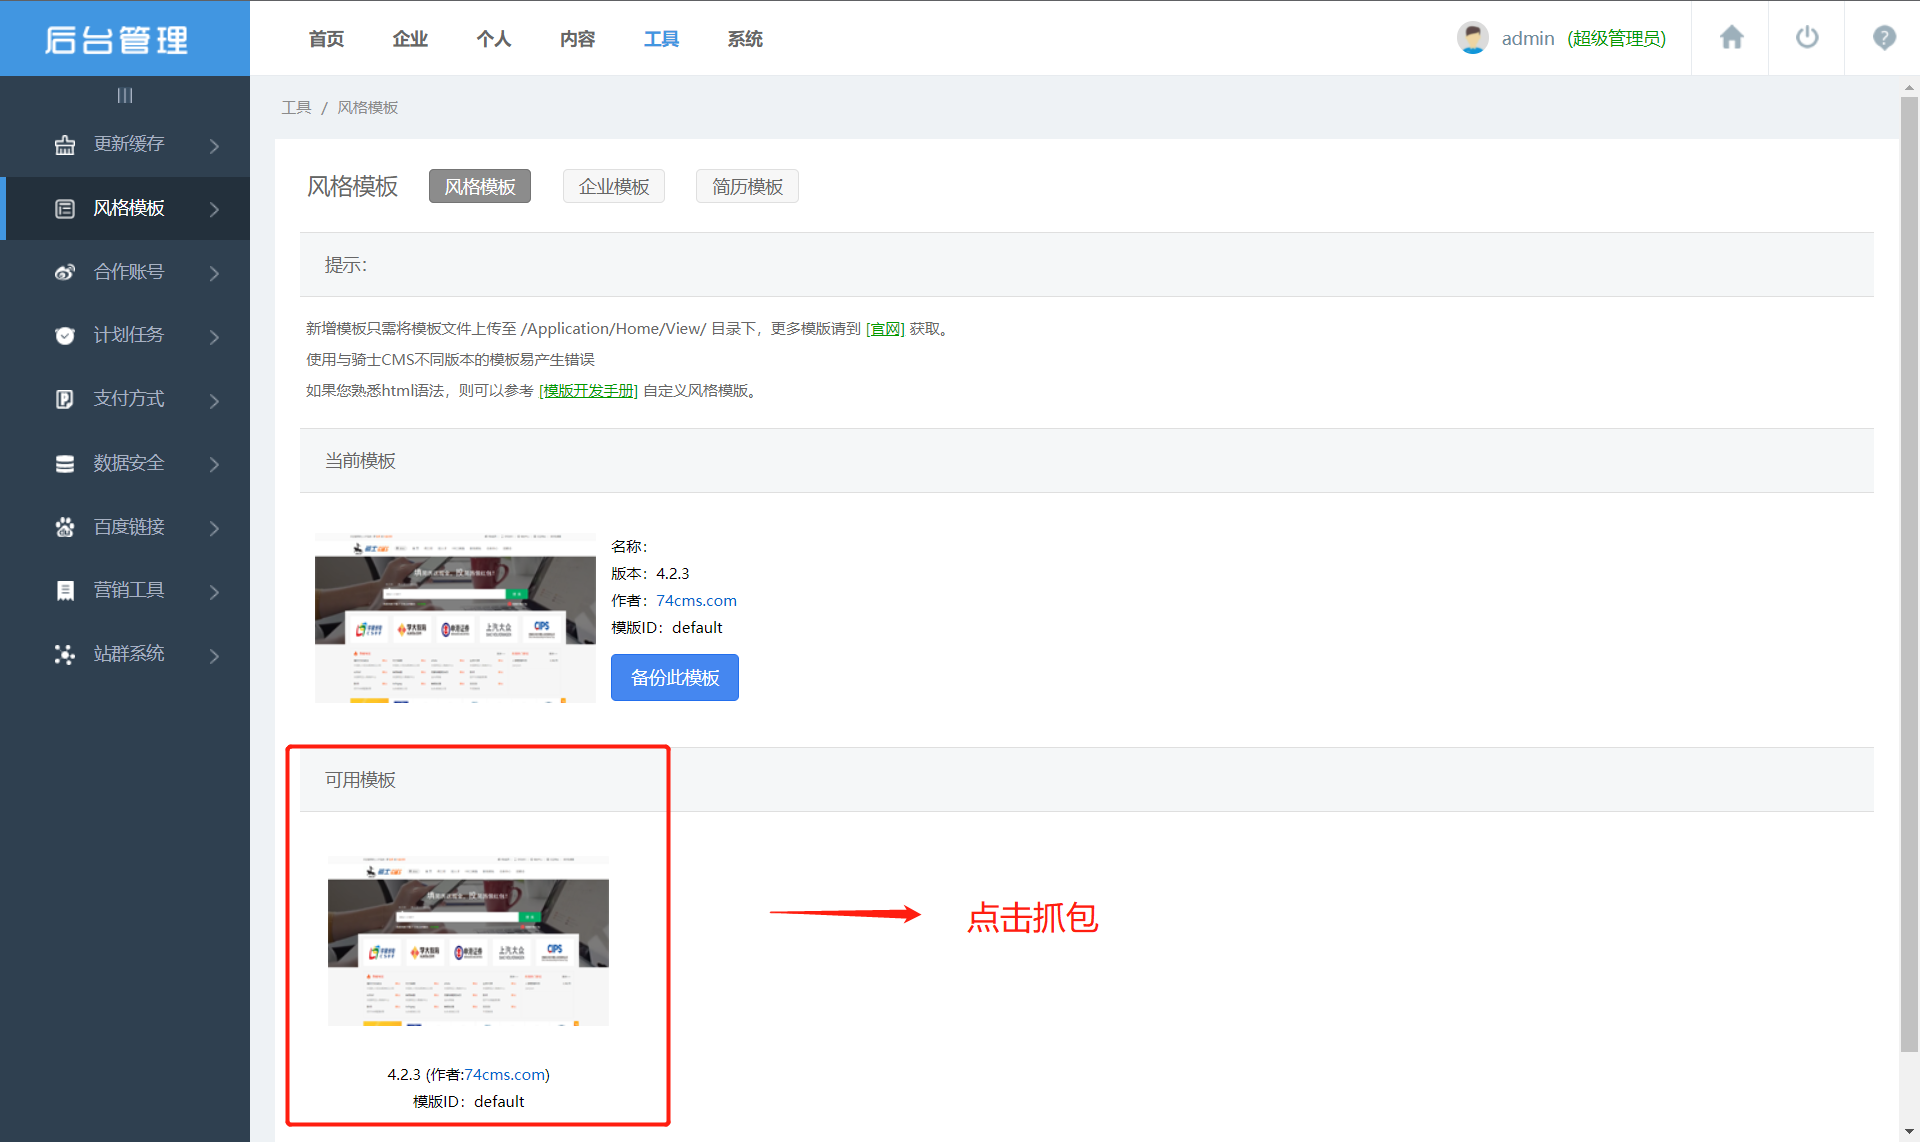 后台管理
首页 企业 个人 内容 工具 系统
admin (超级管理员)
更新缓存
风格模板
合作账号
计划任务
支付方式
数据安全
百度链接
营销工具
站群系统
工具 / 风格模板
风格模板 风格模板 企业模板 简历模板
提示：
新增模板只需将模板文件上传至 /Application/Home/View/ 目录下，更多模版请到 [官网] 获取。
使用与骑士CMS不同版本的模板易产生错误
如果您熟悉html语法，则可以参考 [模版开发手册] 自定义风格模版。
当前模板
上汽大众
CIPS
名称：
版本：4.2.3
作者：74cms.com
模版ID：default
备份此模板
可用模板
上汽大众
CIPS
4.2.3 (作者:74cms.com)
模版ID：default
点击抓包